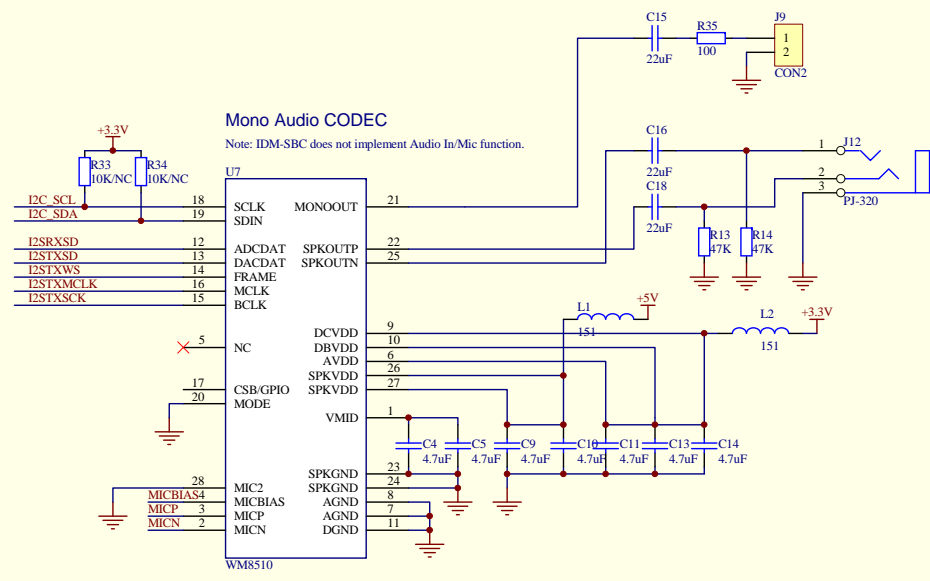 C15
R35
J9
22uF
100
1
2
CON2
Mono Audio CODEC
Note: IDM-SBC does not implement Audio In/Mic function.
+3.3V
R33
10K/NC
R34
10K/NC
C16
22uF
C18
22uF
1
J12
2
3
PJ-320
R13
47K
R14
47K
U7
I2C_SCL
18
SCLK
MONOOUT
21
I2C_SDA
19
SDIN
I2SRXSD
12
ADCDAT
SPKOUTP
22
I2STXSD
13
DACDAT
SPKOUTN
25
I2STXWS
14
FRAME
I2STXMCLK
16
MCLK
I2STXSCK
15
BCLK
L1
151
+5V
L2
151
+3.3V
DCVDD
9
5
NC
DBVDD
10
AVDD
6
SPKVDD
26
17
CSB/GPIO
SPKVDD
27
20
MODE
VMID
1
C4
4.7uF
C5
4.7uF
C9
4.7uF
C10
4.7uF
C11
4.7uF
C13
4.7uF
C14
4.7uF
SPKGND
23
28
MIC2
SPKGND
24
MICBIAS
4
MICBIAS
AGND
8
MICP
3
MICP
AGND
7
MICN
2
MICN
DGND
11
WM8510